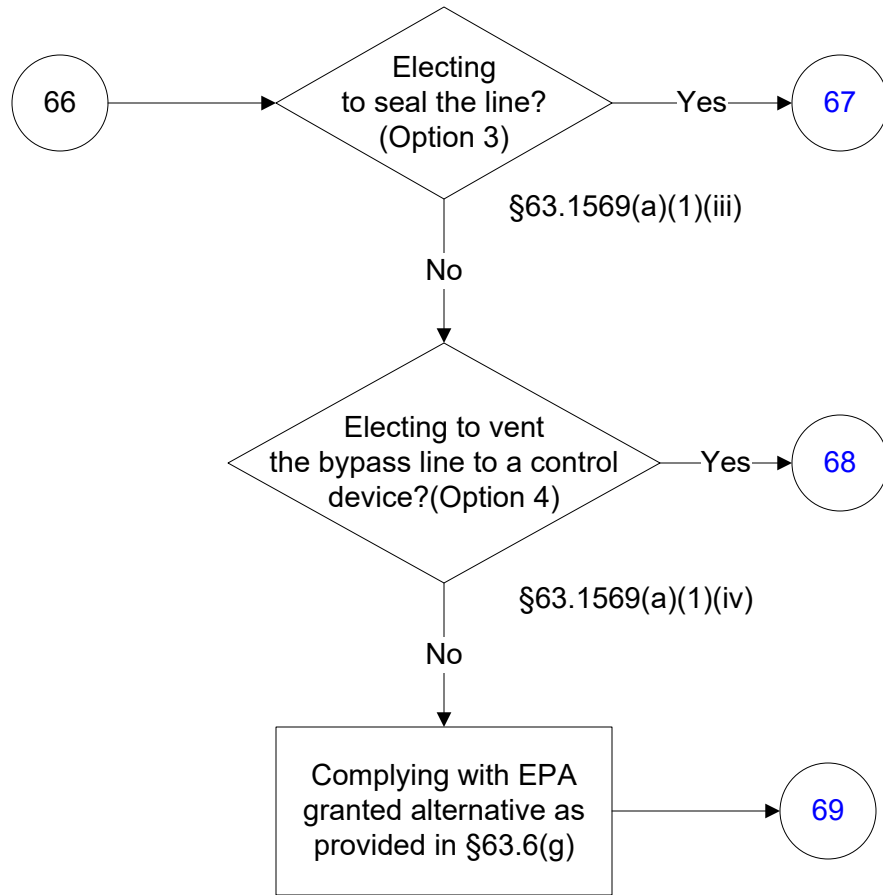 66
Electing
to seal the line?
(Option 3)
Yes
67
§63.1569(a)(1)(iii)
No
Electing to vent
the bypass line to a control
device?(Option 4)
Yes
68
§63.1569(a)(1)(iv)
No
Complying with EPA
granted alternative as
provided in §63.6(g)
69